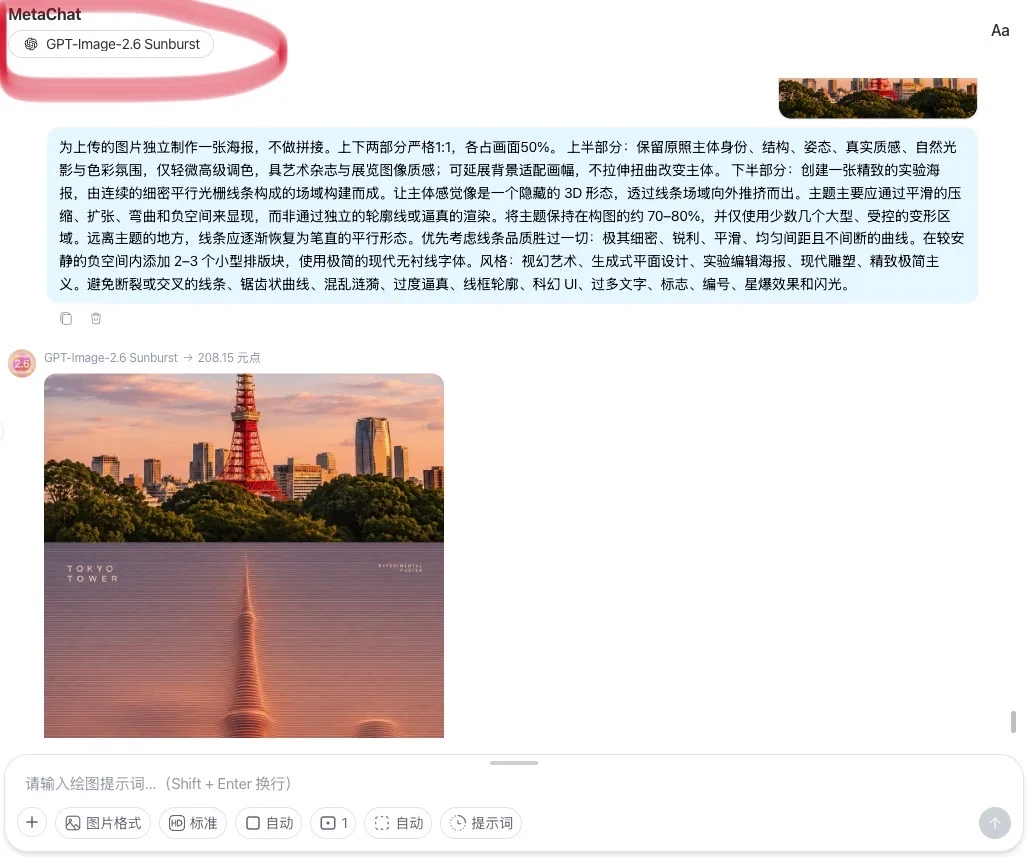 MetaChat
GPT-Image-2.6 Sunburst
Aa
为上传的图片独立制作一张海报，不做拼接。上下两部分严格1:1，各占画面50%。 上半部分：保留原照主体身份、结构、姿态、真实质感、自然光
影与色彩氛围，仅轻微高级调色，具艺术杂志与展览图像质感；可延展背景适配画幅，不拉伸扭曲改变主体。 下半部分：创建一张精致的实验海
报，由连续的细密平行光栅线条构成的场域构建而成。让主体感觉像是一个隐藏的 3D 形态，透过线条场域向外推挤而出。主题主要应通过平滑的压
缩、扩张、弯曲和负空间来显现，而非通过独立的轮廓线或逼真的渲染。将主题保持在构图的约 70–80%，并仅使用少数几个大型、受控的变形区
域。远离主题的地方，线条应逐渐恢复为笔直的平行形态。优先考虑线条品质胜过一切：极其细密、锐利、平滑、均匀间距且不间断的曲线。在较安
静的负空间内添加 2–3 个小型排版块，使用极简的现代无衬线字体。风格：视幻艺术、生成式平面设计、实验编辑海报、现代雕塑、精致极简主
义。避免断裂或交叉的线条、锯齿状曲线、混乱涟漪、过度逼真、线框轮廓、科幻 UI、过多文字、标志、编号、星爆效果和闪光。
2.6
GPT-Image-2.6 Sunburst → 208.15 元点
TOKYO
TOWER
EXPERIMENTAL
POSTER
请输入绘图提示词...（Shift + Enter 换行）
图片格式
HD 标准
自动
1
自动
提示词